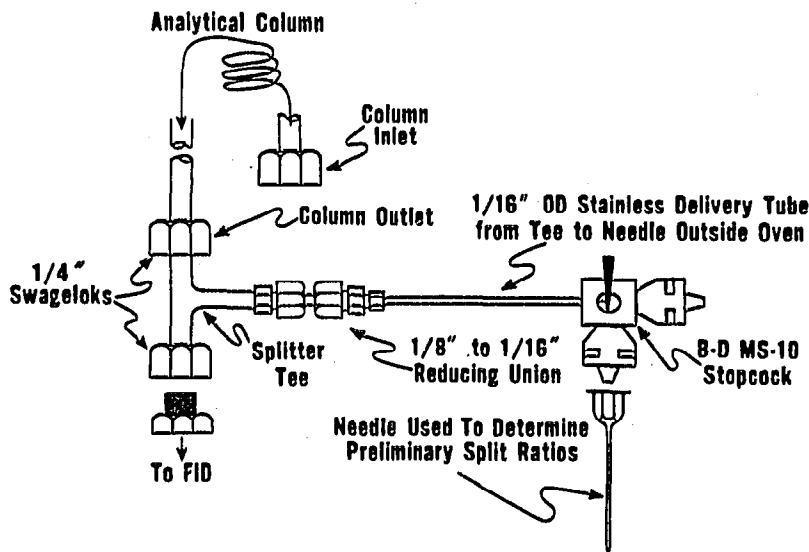 Analytical Column
Column
Inlet
1/16" OD Stainless Delivery Tube
from Tee to Needle Outside Oven
Column Outlet
1/4"
Swageloks
Splitter
Tee
1/8" to 1/16"
Reducing Union
B-D MS-10
Stopcock
Needle Used To Determine
Preliminary Split Ratios
To FID